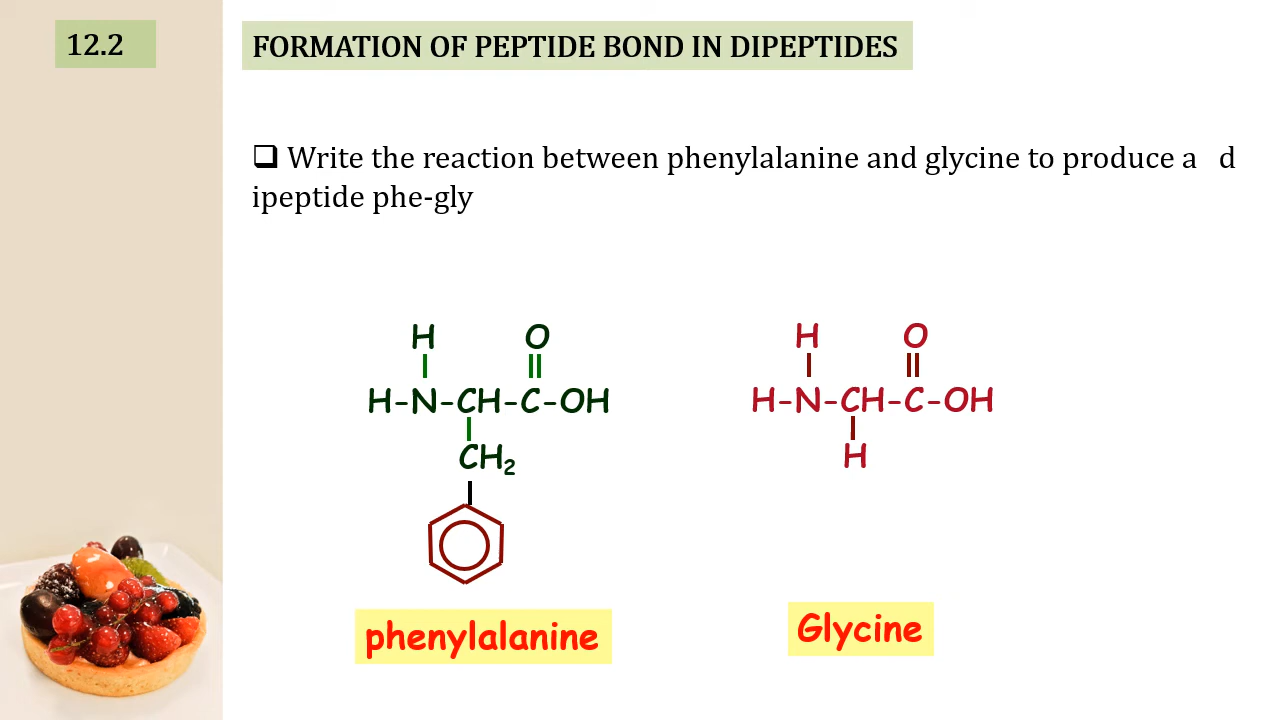 12.2
FORMATION OF PEPTIDE BOND IN DIPEPTIDES
❑ Write the reaction between phenylalanine and glycine to produce a d
ipeptide phe-gly
H O
H-N-CH-C-OH
CH₂
H O
H-N-CH-C-OH
H
phenylalanine
Glycine